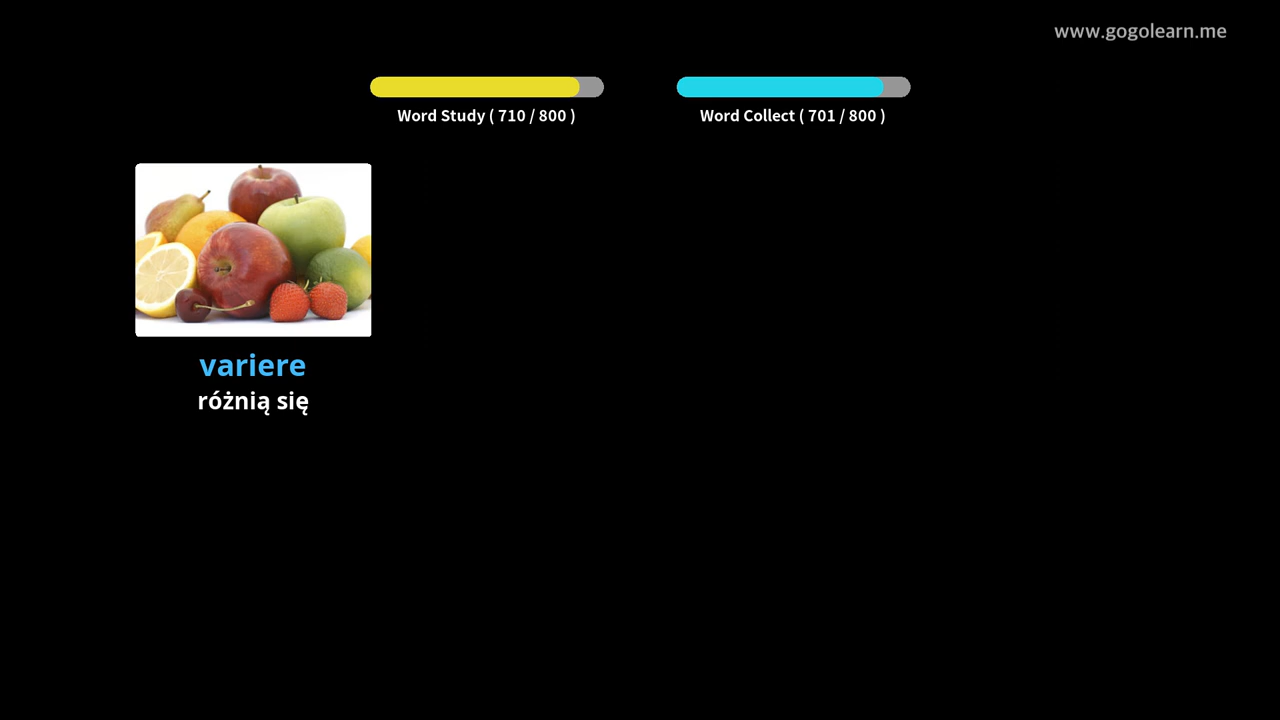 www.gogolearn.me
Word Study ( 710 / 800 )
Word Collect ( 701 / 800 )
variere
różnią się